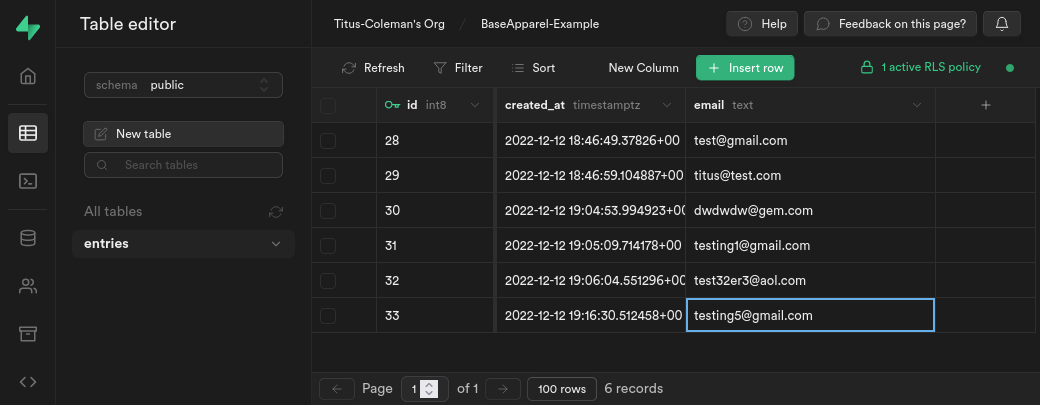 Table editor
Titus-Coleman's Org / BaseApparel-Example
Help
Feedback on this page?
schema public
New table
Search tables
All tables
entries
Refresh
Filter
Sort
New Column
+ Insert row
1 active RLS policy
id int8 created_at timestamptz email text +
28 2022-12-12 18:46:49.37826+00 test@gmail.com
29 2022-12-12 18:46:59.104887+00 titus@test.com
30 2022-12-12 19:04:53.994923+00 dwdwdw@gem.com
31 2022-12-12 19:05:09.714178+00 testing1@gmail.com
32 2022-12-12 19:06:04.551296+00 test32er3@aol.com
33 2022-12-12 19:16:30.512458+00 testing5@gmail.com
Page 1 of 1 100 rows 6 records